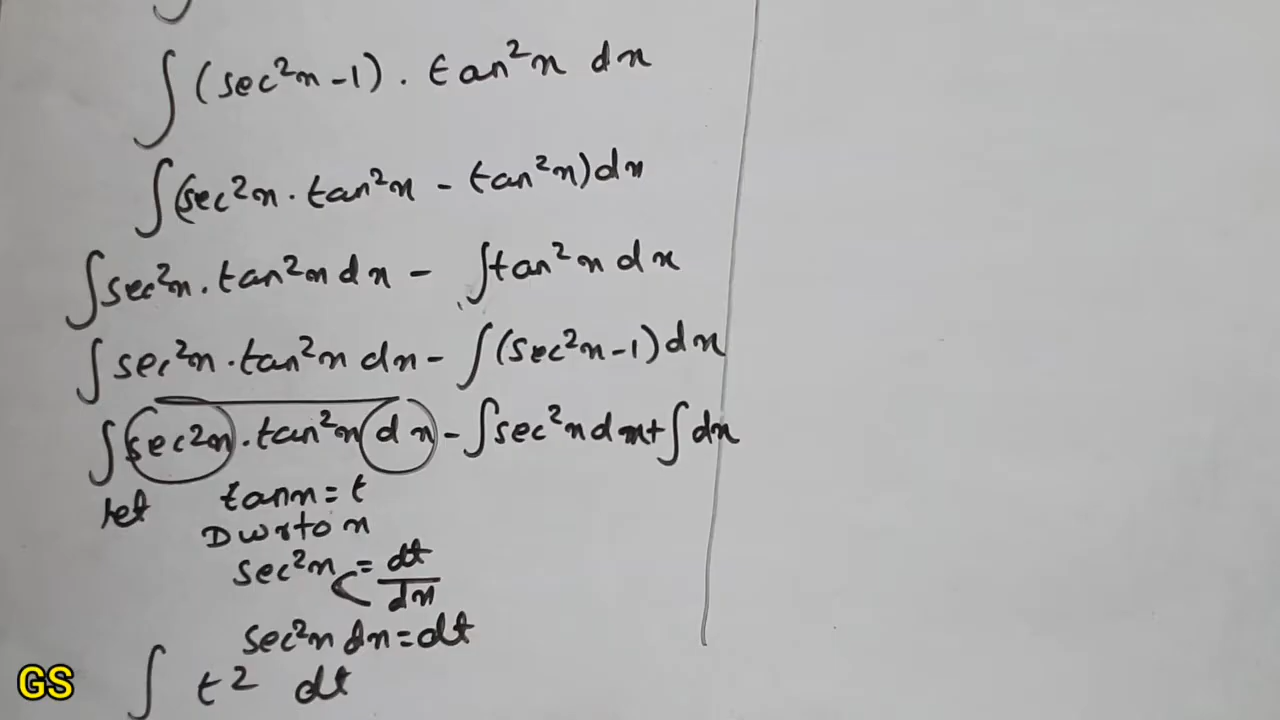 ∫(sec²x-1). tan²x dx
∫(sec²x. tan²x - tan²x)dx
∫sec²x. tan²x dx - ∫tan²x dx
∫sec²x.tan²x dx - ∫(sec²x-1)dx
∫sec²x.tan²x dx - ∫sec²x dx + ∫dx
let tanx = t
D w r to x
sec²x = dt/dx
sec²x dx = dt
∫ t² dt
GS